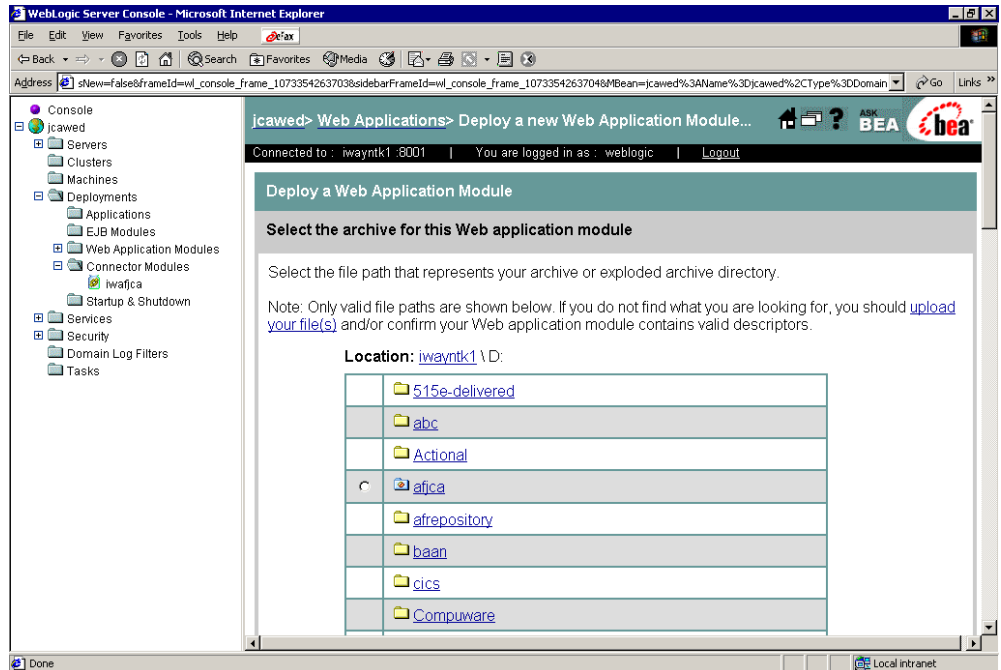 WebLogic Server Console - Microsoft Internet Explorer
File Edit View Favorites Tools Help eFax
Back Search Favorites Media
Address sNew=false&frameId=wl_console_frame_1073354263703&sidebarFrameId=wl_console_frame_1073354263704&MBean=jcawed%3AName%3Djcawed%2CType%3DDomain Go Links »
Console
jcawed
Servers
Clusters
Machines
Deployments
Applications
EJB Modules
Web Application Modules
Connector Modules
iwafjca
Startup & Shutdown
Services
Security
Domain Log Filters
Tasks
jcawed> Web Applications> Deploy a new Web Application Module... ? ASK BEA bea
Connected to : iwayntk1 :8001 | You are logged in as : weblogic | Logout
Deploy a Web Application Module
Select the archive for this Web application module
Select the file path that represents your archive or exploded archive directory.
Note: Only valid file paths are shown below. If you do not find what you are looking for, you should upload
your file(s) and/or confirm your Web application module contains valid descriptors.
Location: iwayntk1 \ D:
515e-delivered
abc
Actional
afjca
afrepository
baan
cics
Compuware
Done Local intranet